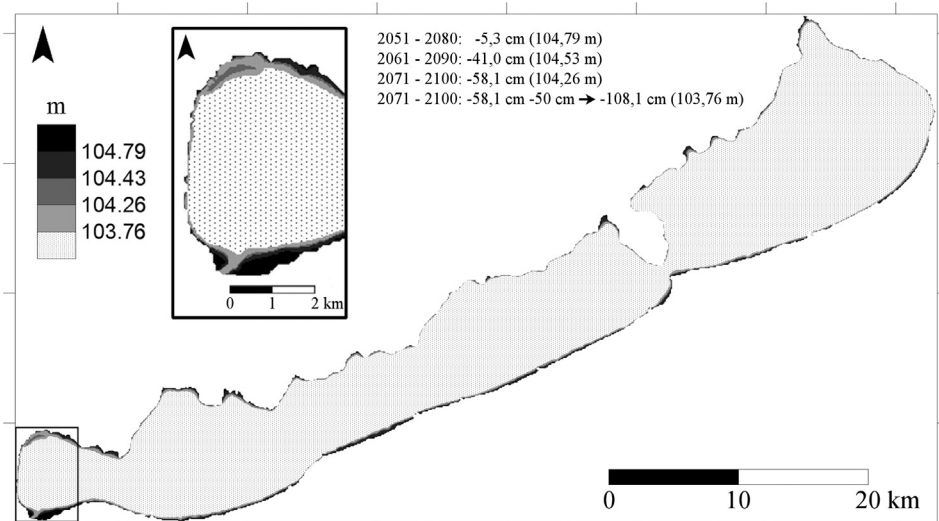 2051 - 2080: -5,3 cm (104,79 m)
2061 - 2090: -41,0 cm (104,53 m)
2071 - 2100: -58,1 cm (104,26 m)
2071 - 2100: -58,1 cm -50 cm → -108,1 cm (103,76 m)
m
104.79
104.43
104.26
103.76
0 1 2 km
0 10 20 km